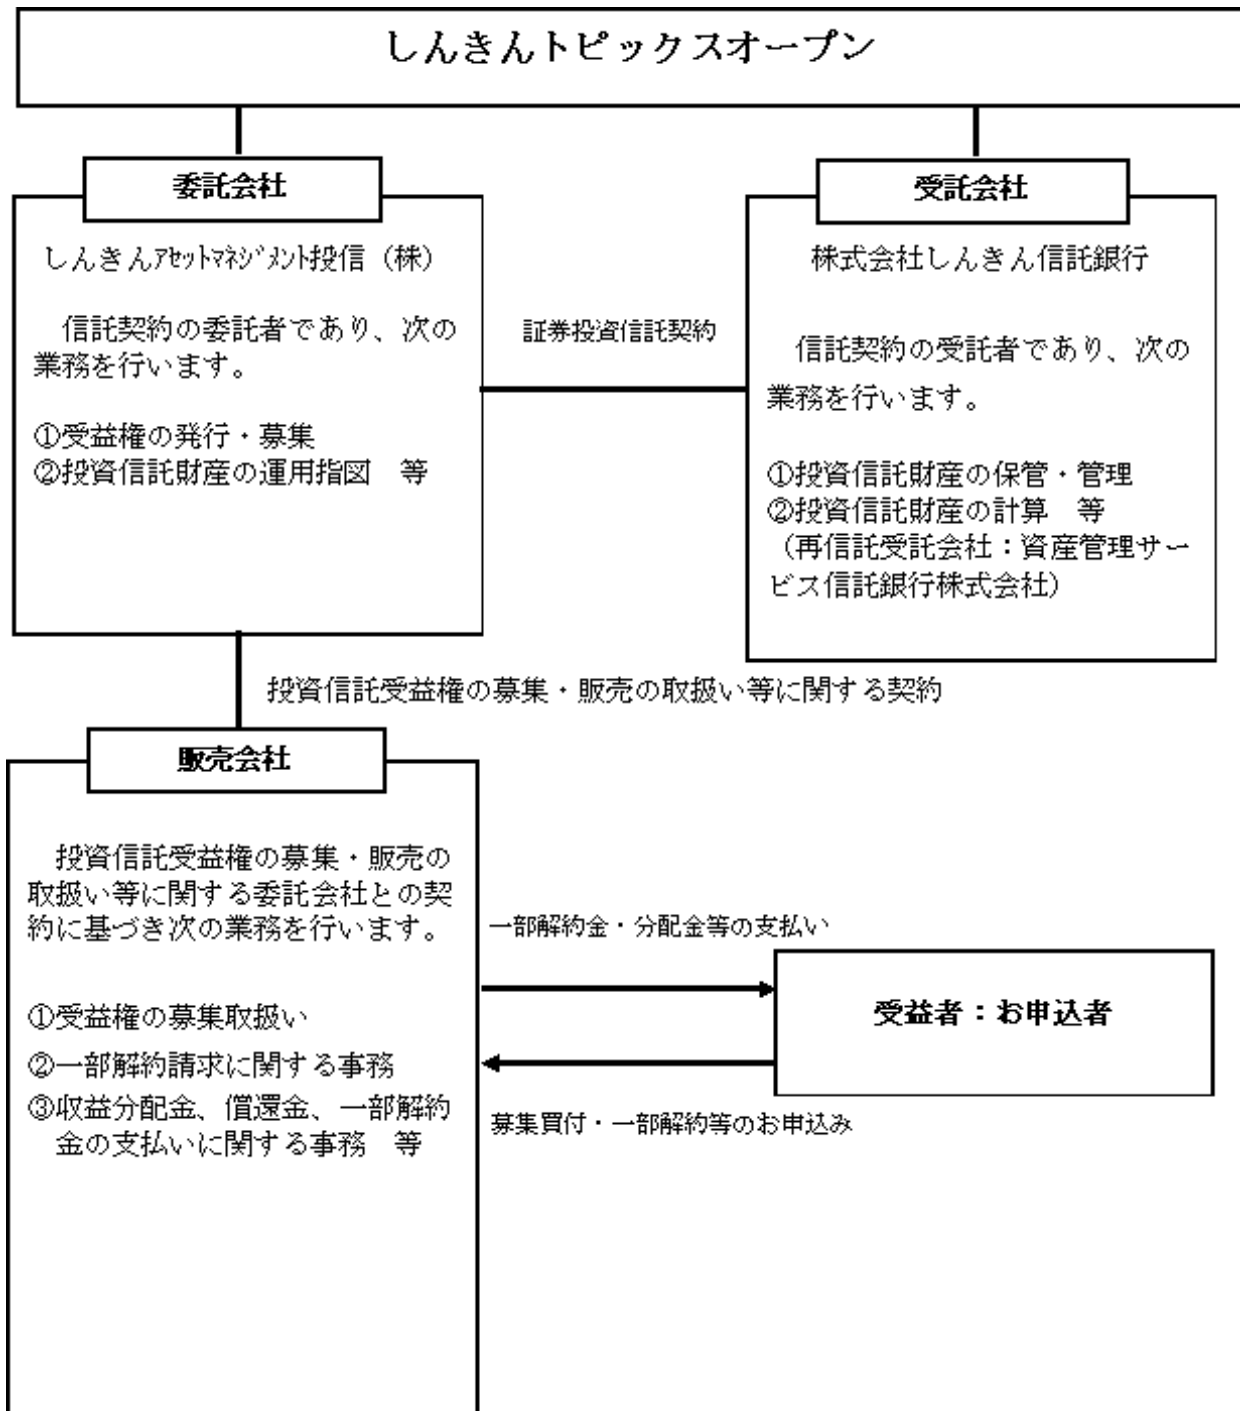 しんきんトピックスオープン
委託会社
しんきんｱｾｯﾄﾏﾈｼﾞﾒﾝﾄ投信（株）
信託契約の委託者であり、次の
業務を行います。
①受益権の発行・募集
②投資信託財産の運用指図　等
証券投資信託契約
受託会社
株式会社しんきん信託銀行
信託契約の受託者であり、次の
業務を行います。
①投資信託財産の保管・管理
②投資信託財産の計算　等
（再信託受託会社：資産管理サー
ビス信託銀行株式会社）
投資信託受益権の募集・販売の取扱い等に関する契約
販売会社
投資信託受益権の募集・販売の
取扱い等に関する委託会社との契
約に基づき次の業務を行います。
①受益権の募集取扱い
②一部解約請求に関する事務
③収益分配金、償還金、一部解約
金の支払いに関する事務　等
一部解約金・分配金等の支払い
受益者：お申込者
募集買付・一部解約等のお申込み